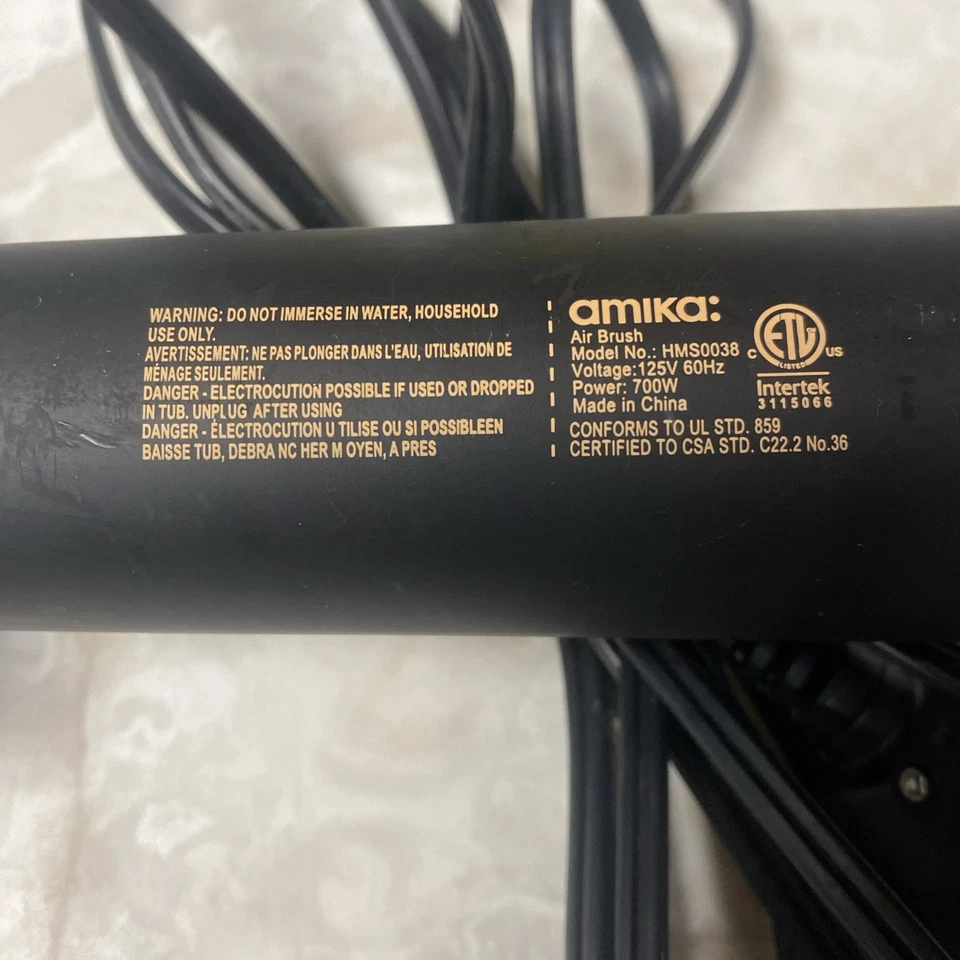 WARNING: DO NOT IMMERSE IN WATER, HOUSEHOLD
USE ONLY.
AVERTISSEMENT: NE PAS PLONGER DANS L'EAU, UTILISATION DE
MÉNAGE SEULEMENT.
DANGER - ELECTROCUTION POSSIBLE IF USED OR DROPPED
IN TUB. UNPLUG AFTER USING
DANGER - ÉLECTROCUTION U TILISE OU SI POSSIBLEEN
BAISSE TUB, DEBRA NC HER M OYEN, A PRES
amika:
Air Brush
Model No.: HMS0038
Voltage:125V 60Hz
Power: 700W
Made in China
CONFORMS TO UL STD. 859
CERTIFIED TO CSA STD. C22.2 No.36
ETL
C US
LISTED
Intertek
3115066